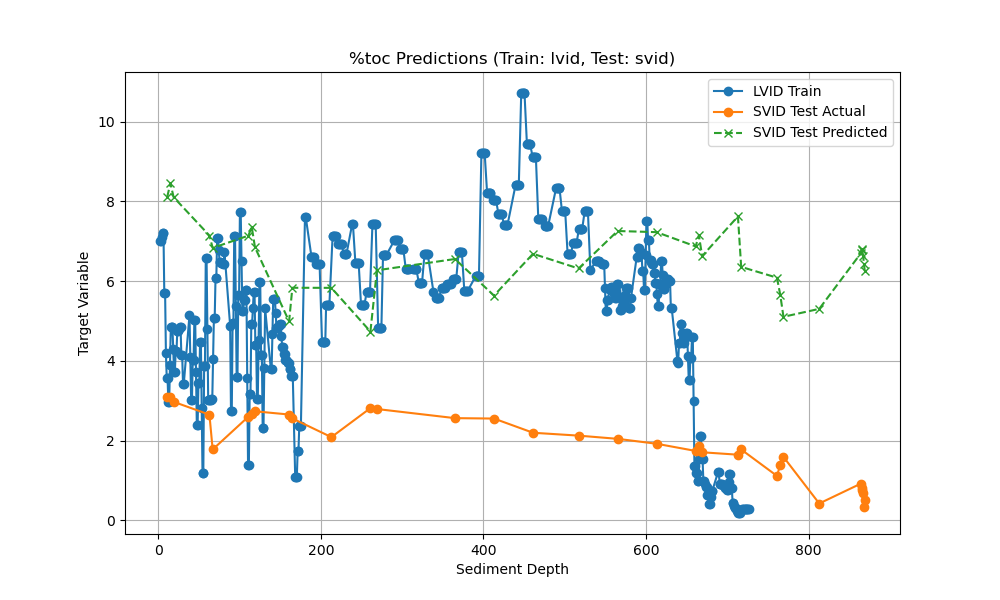 %toc Predictions (Train: lvid, Test: svid)
LVID Train
SVID Test Actual
SVID Test Predicted
Target Variable
10
8
6
4
2
0
0 200 400 600 800
Sediment Depth